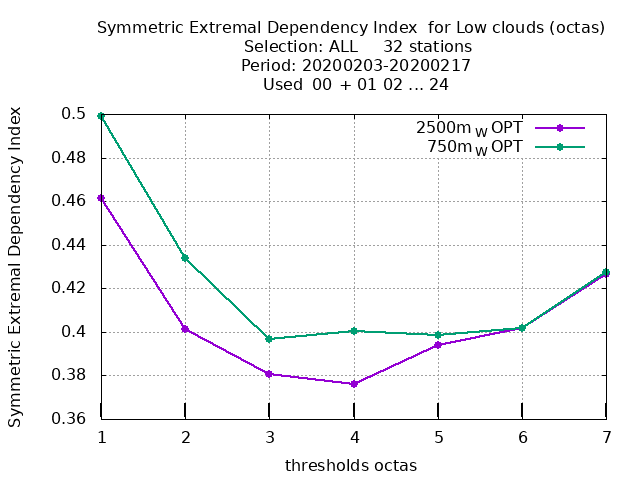 Symmetric Extremal Dependency Index for Low clouds (octas)
Selection: ALL 32 stations
Period: 20200203-20200217
Used 00 + 01 02 ... 24
Symmetric Extremal Dependency Index
2500m W OPT
750m W OPT
0.5
0.48
0.46
0.44
0.42
0.4
0.38
0.36
1 2 3 4 5 6 7
thresholds octas